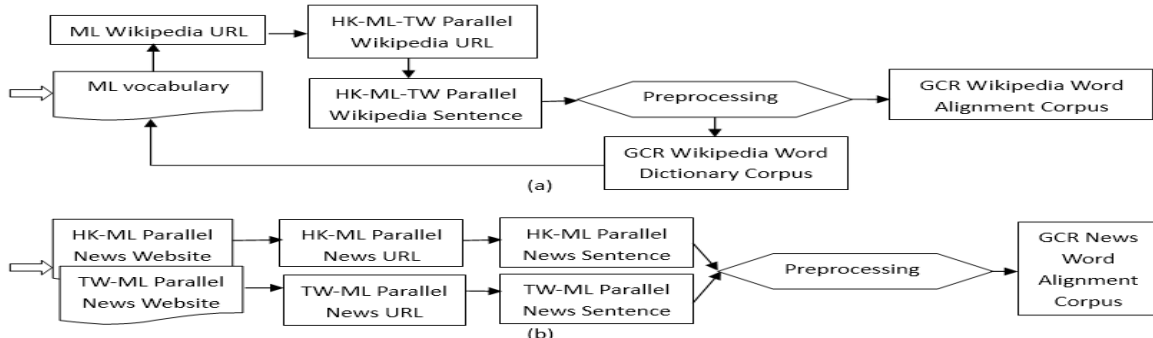 ML Wikipedia URL
HK-ML-TW Parallel
Wikipedia URL
ML vocabulary
HK-ML-TW Parallel
Wikipedia Sentence
Preprocessing
GCR Wikipedia Word
Alignment Corpus
GCR Wikipedia Word
Dictionary Corpus
(a)
HK-ML Parallel
News Website
HK-ML Parallel
News URL
HK-ML Parallel
News Sentence
TW-ML Parallel
News Website
TW-ML Parallel
News URL
TW-ML Parallel
News Sentence
Preprocessing
GCR News
Word
Alignment
Corpus
(b)